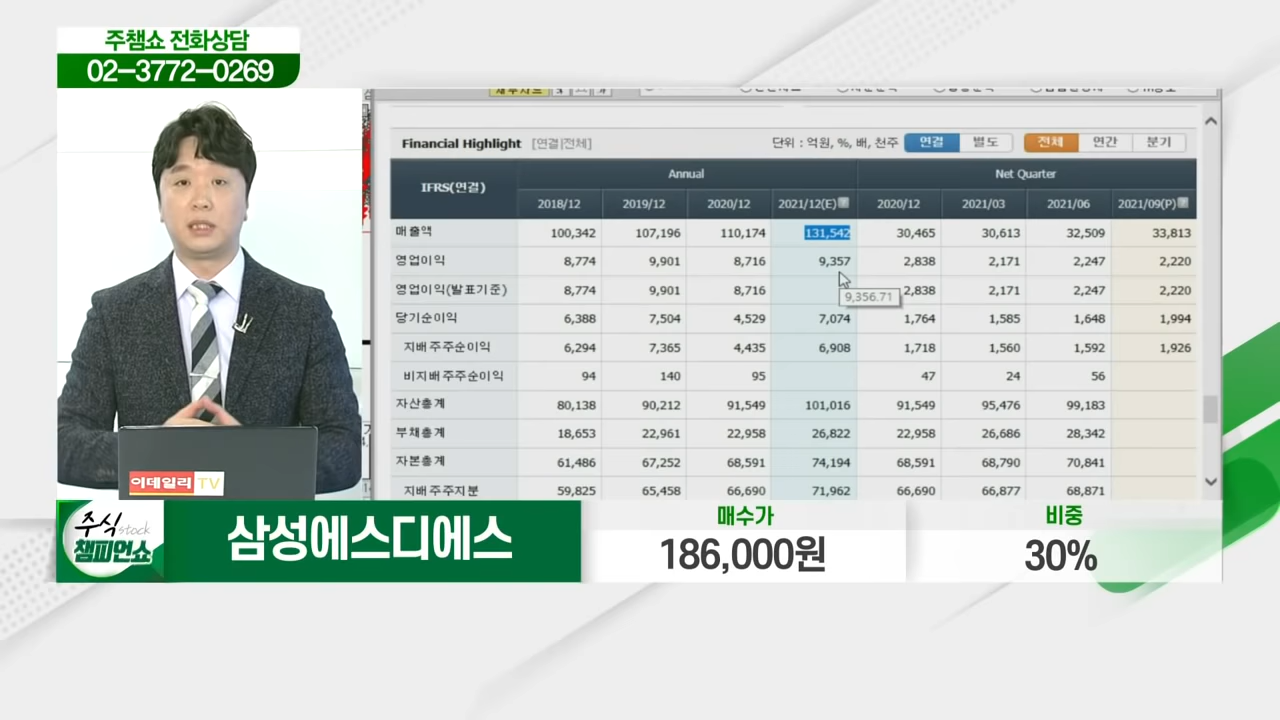 주챔쇼 전화상담
02-3772-0269
Financial Highlight [연결|전체] 단위 : 억원, %, 배, 천주 연결 별도 전체 연간 분기
IFRS(연결) Annual Net Quarter
2018/12 2019/12 2020/12 2021/12(E) 2020/12 2021/03 2021/06 2021/09(P)
매출액 100,342 107,196 110,174 131,542 30,465 30,613 32,509 33,813
영업이익 8,774 9,901 8,716 9,357 2,838 2,171 2,247 2,220
영업이익(발표기준) 8,774 9,901 8,716 2,838 2,171 2,247 2,220
9,356.71
당기순이익 6,388 7,504 4,529 7,074 1,764 1,585 1,648 1,994
지배주주순이익 6,294 7,365 4,435 6,908 1,718 1,560 1,592 1,926
비지배주주순이익 94 140 95 47 24 56
자산총계 80,138 90,212 91,549 101,016 91,549 95,476 99,183
부채총계 18,653 22,961 22,958 26,822 22,958 26,686 28,342
자본총계 61,486 67,252 68,591 74,194 68,591 68,790 70,841
지배주주지분 59,825 65,458 66,690 71,962 66,690 66,877 68,871
이데일리 TV
주식 stock
챔피언쇼
삼성에스디에스
매수가
186,000원
비중
30%